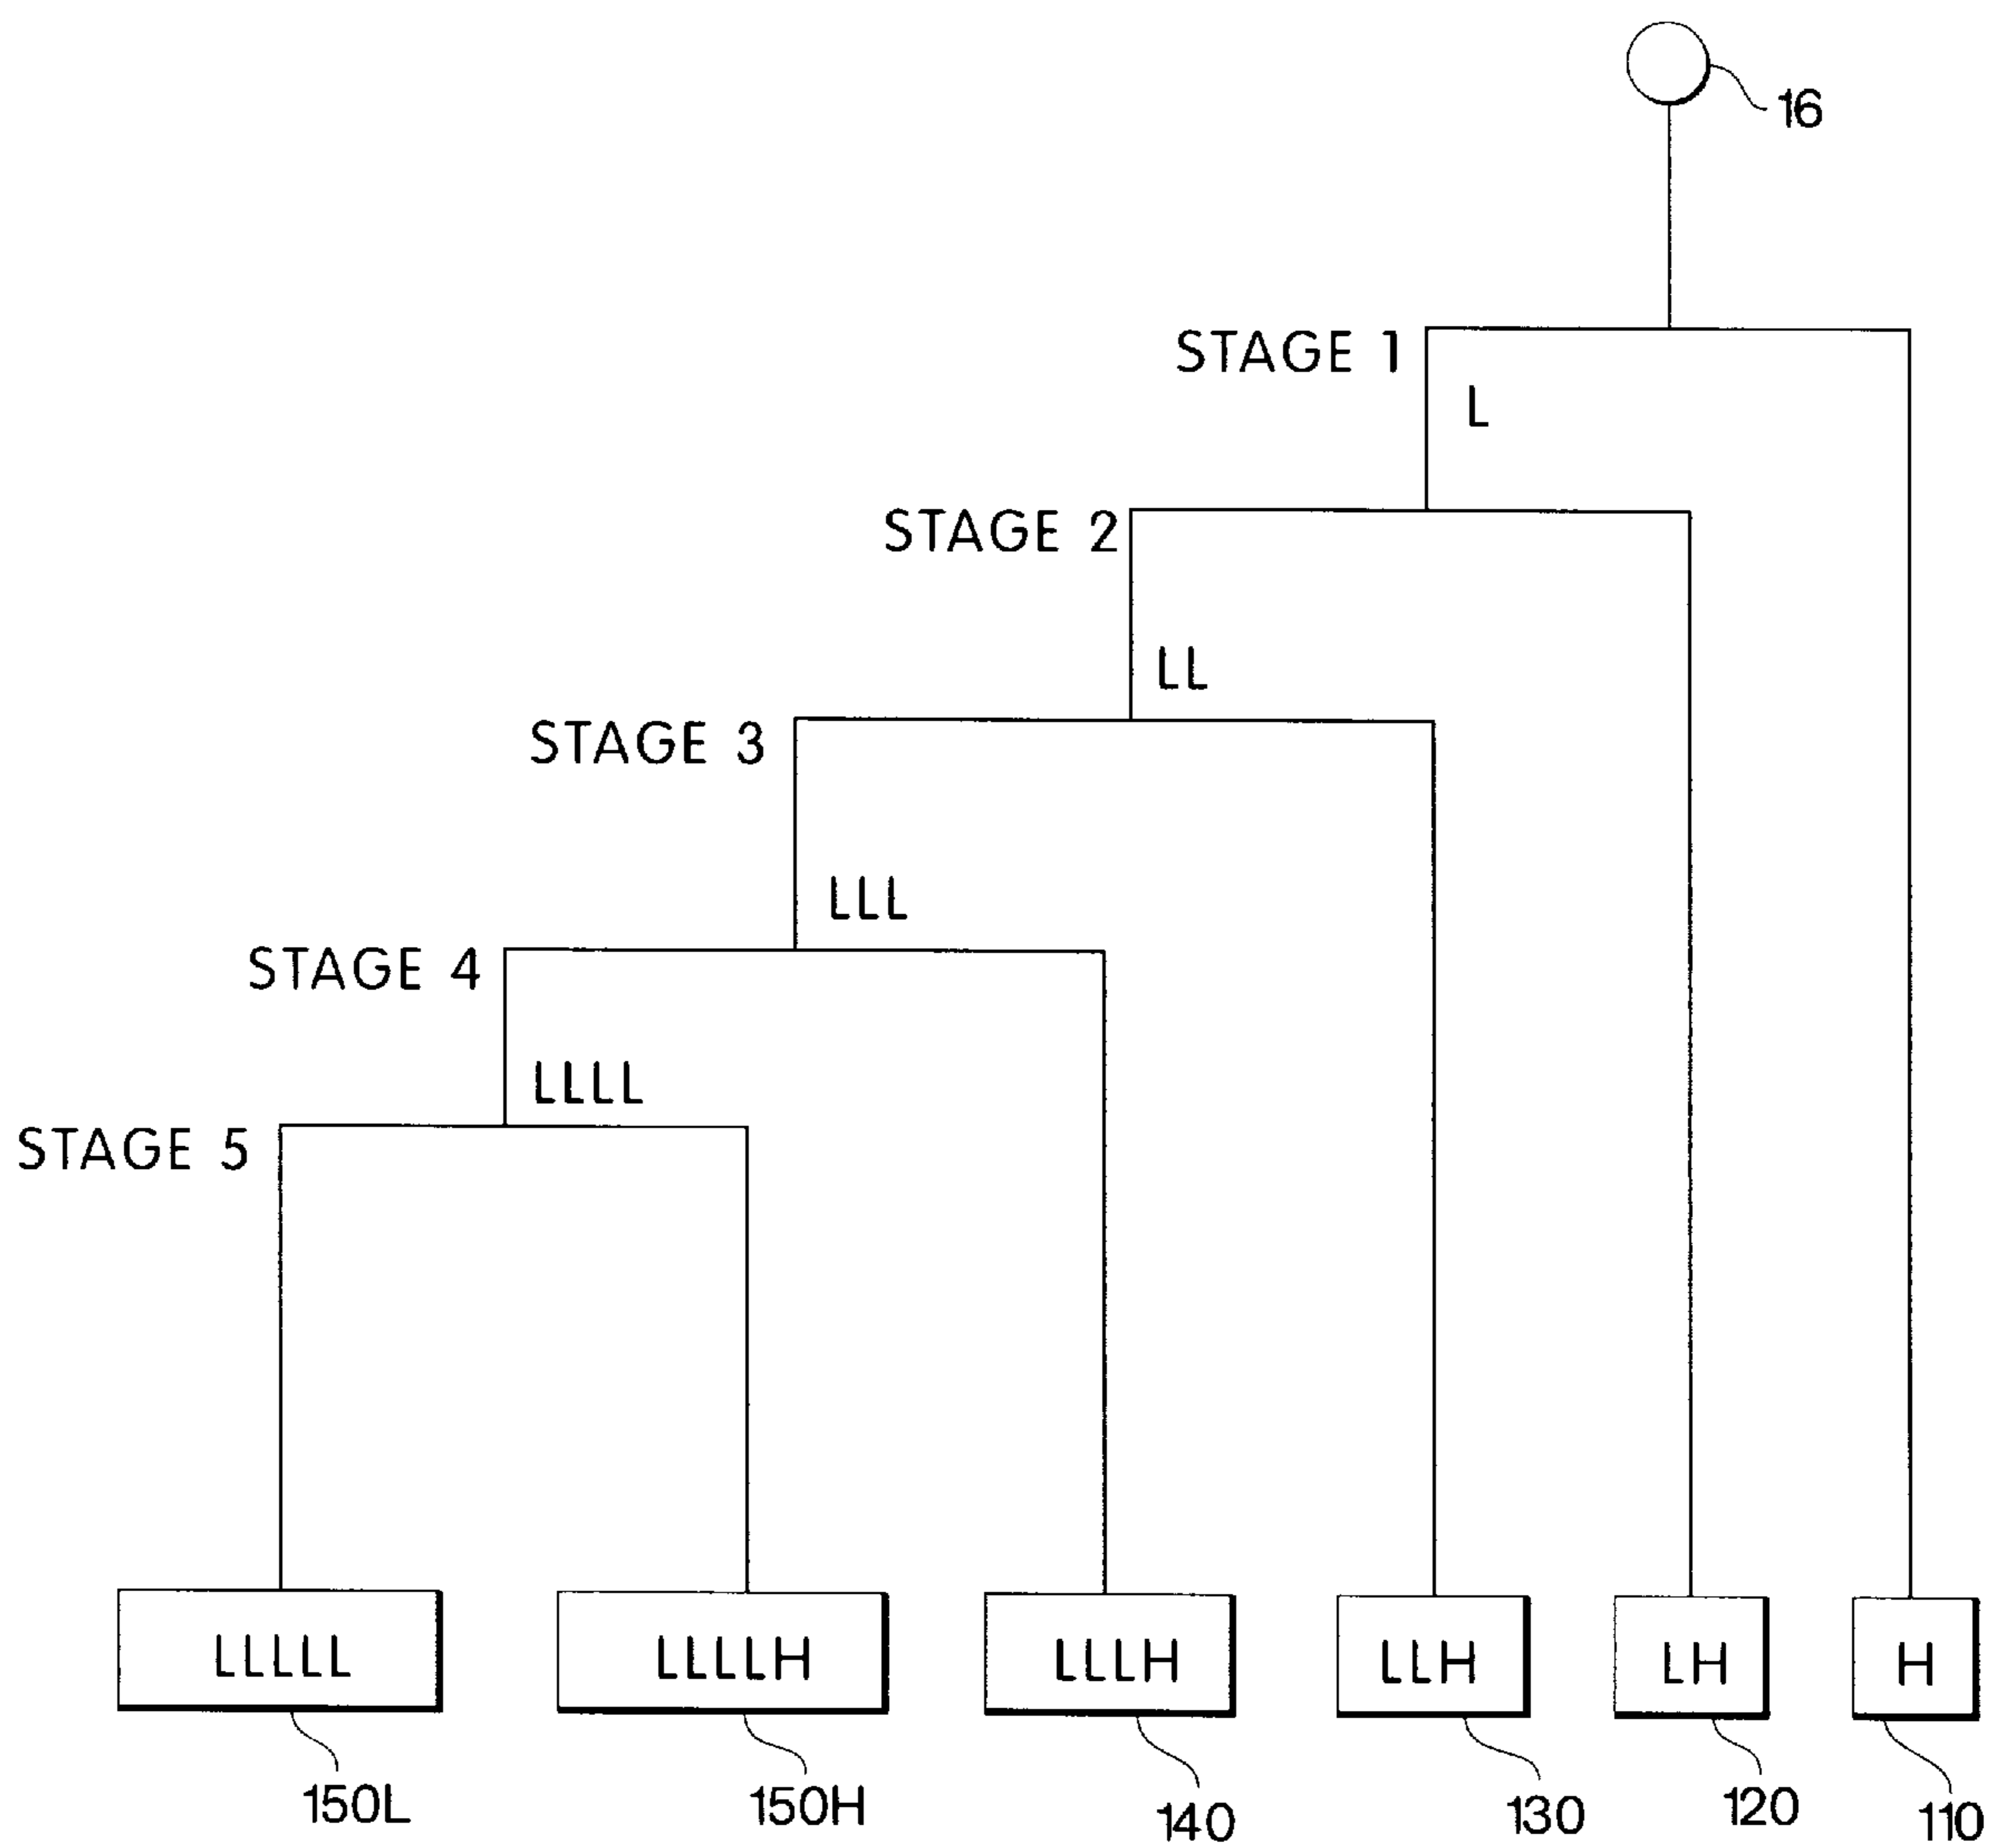 16
STAGE 1
L
STAGE 2
LL
STAGE 3
LLL
STAGE 4
LLLL
STAGE 5
LLLLL LLLLH LLLH LLH LH H
150L 150H 140 130 120 110